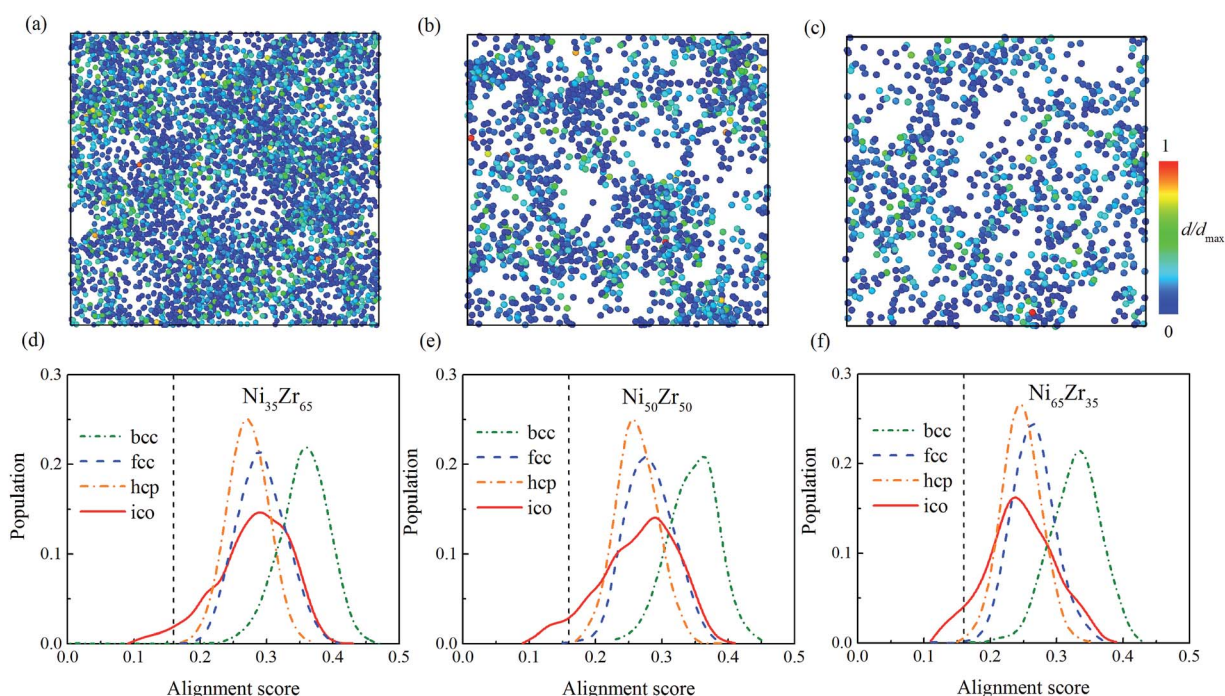 (a)
(b)
(c)
1
d/dmax
0
(d)
(e)
(f)
0.3
0.2
0.1
0.0
Population
Ni35Zr65
bcc
fcc
hcp
ico
0.0 0.1 0.2 0.3 0.4 0.5
Alignment score
0.3
0.2
0.1
0.0
Population
Ni50Zr50
bcc
fcc
hcp
ico
0.0 0.1 0.2 0.3 0.4 0.5
Alignment score
0.3
0.2
0.1
0.0
Population
Ni65Zr35
bcc
fcc
hcp
ico
0.0 0.1 0.2 0.3 0.4 0.5
Alignment score